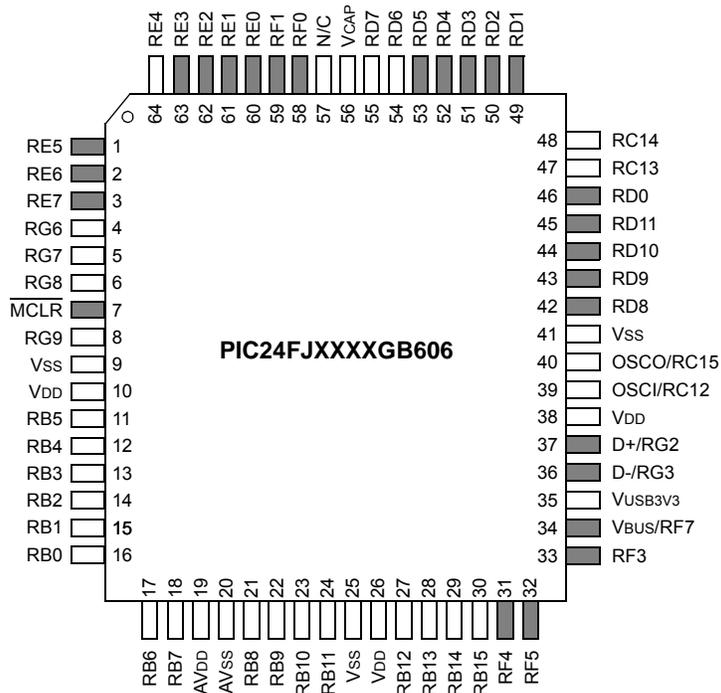 RE4 RE3 RE2 RE1 RE0 RF1 RF0 N/C VCAP RD7 RD6 RD5 RD4 RD3 RD2 RD1
64 63 62 61 60 59 58 57 56 55 54 53 52 51 50 49
RE5 1
RE6 2
RE7 3
RG6 4
RG7 5
RG8 6
MCLR 7
RG9 8
VSS 9
VDD 10
RB5 11
RB4 12
RB3 13
RB2 14
RB1 15
RB0 16
PIC24FJXXXXGB606
48 RC14
47 RC13
46 RD0
45 RD11
44 RD10
43 RD9
42 RD8
41 VSS
40 OSCO/RC15
39 OSCI/RC12
38 VDD
37 D+/RG2
36 D-/RG3
35 VUSB3V3
34 VBUS/RF7
33 RF3
17 18 19 20 21 22 23 24 25 26 27 28 29 30 31 32
RB6 RB7 AVDD AVSS RB8 RB9 RB10 RB11 VSS VDD RB12 RB13 RB14 RB15 RF4 RF5